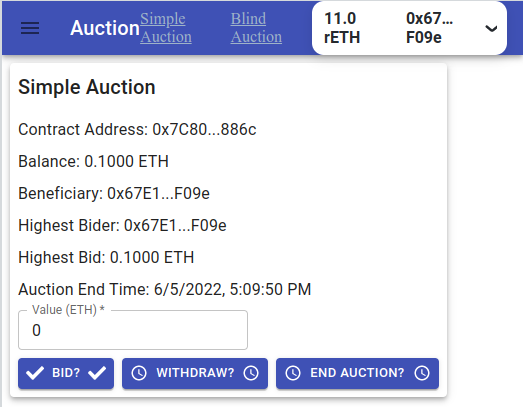 Auction
Simple
Auction
Blind
Auction
11.0
rETH
0x67...
F09e
Simple Auction
Contract Address: 0x7C80...886c
Balance: 0.1000 ETH
Beneficiary: 0x67E1...F09e
Highest Bider: 0x67E1...F09e
Highest Bid: 0.1000 ETH
Auction End Time: 6/5/2022, 5:09:50 PM
Value (ETH) *
0
BID?
WITHDRAW?
END AUCTION?